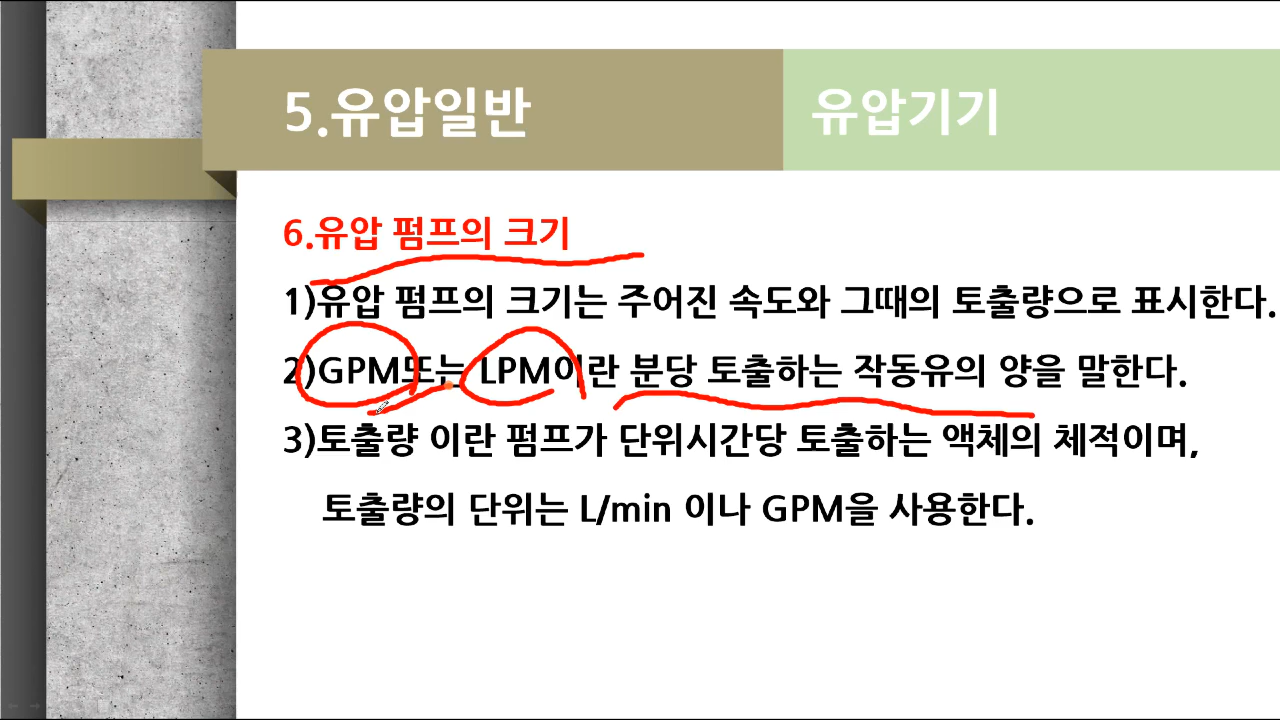 5.유압일반
유압기기
6.유압 펌프의 크기
1)유압 펌프의 크기는 주어진 속도와 그때의 토출량으로 표시한다.
2)GPM또는 LPM이란 분당 토출하는 작동유의 양을 말한다.
3)토출량 이란 펌프가 단위시간당 토출하는 액체의 체적이며,
토출량의 단위는 L/min 이나 GPM을 사용한다.